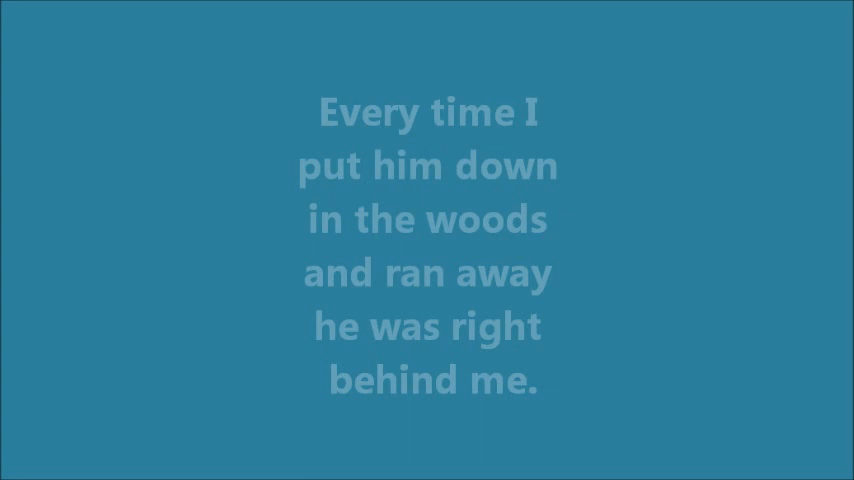 Every time I
put him down
in the woods
and ran away
he was right
behind me.